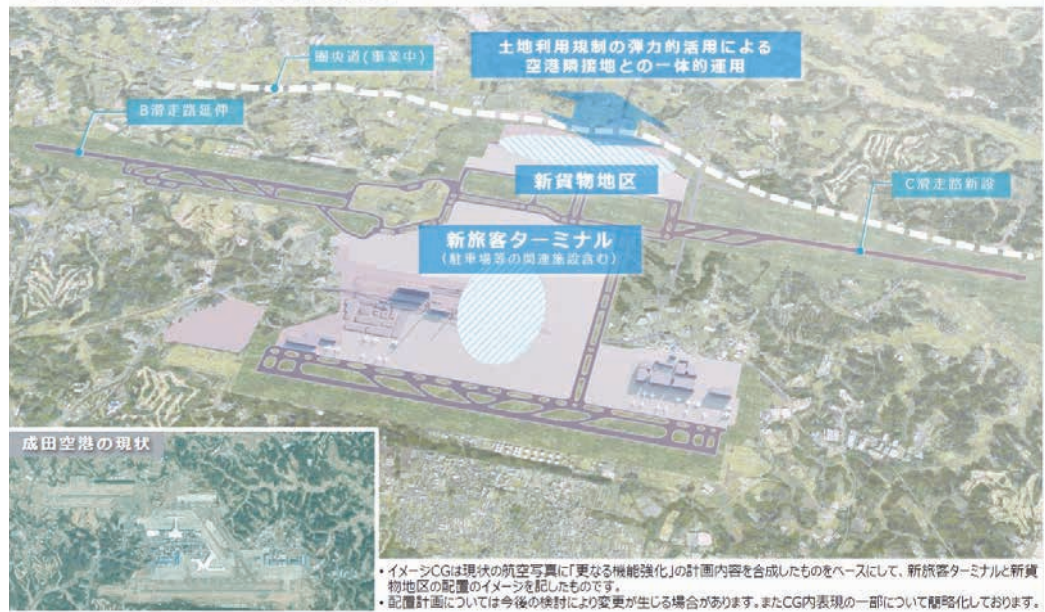 土地利用規制の弾力的活用による
空港隣接地との一体的運用
圏央道(事業中)
B滑走路延伸
新貨物地区
C滑走路新設
新旅客ターミナル
(駐車場等の関連施設含む)
成田空港の現状
・イメージCGは現状の航空写真に「更なる機能強化」の計画内容を合成したものをベースにして、新旅客ターミナルと新貨
物地区の配置のイメージを記したものです。
・配置計画については今後の検討により変更が生じる場合があります。またCG内表現の一部について簡略化しております。